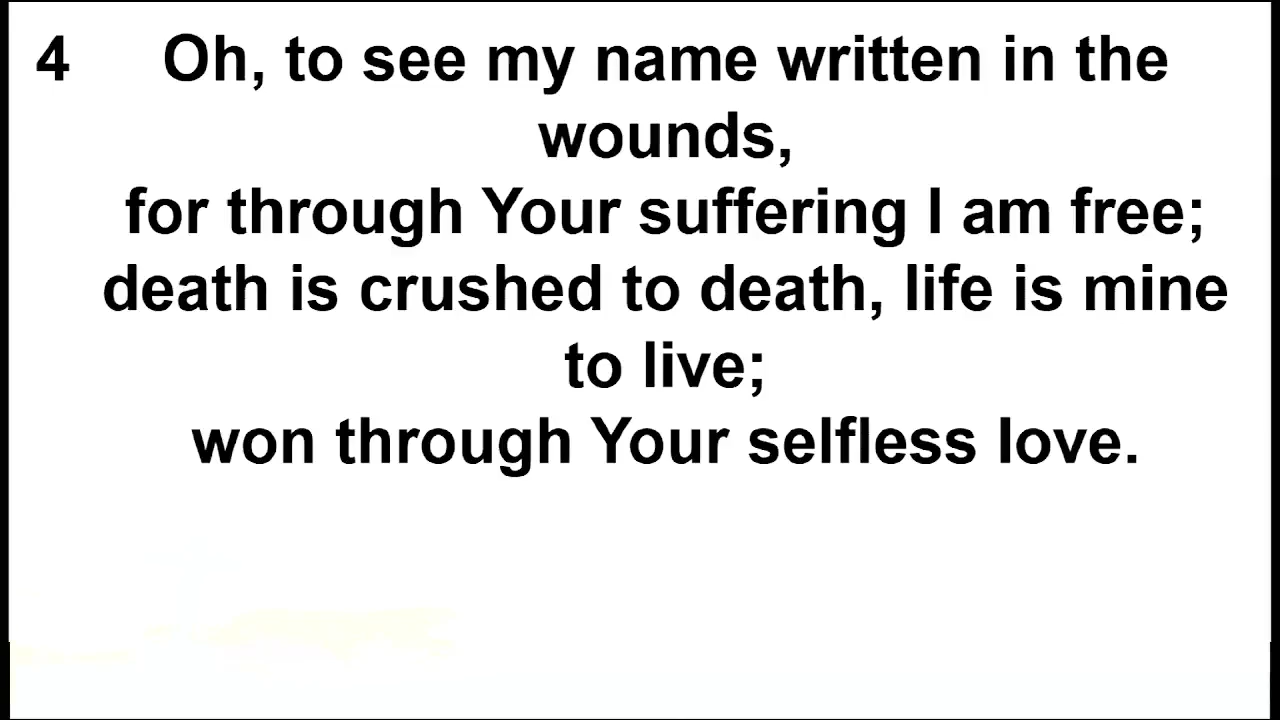 4 Oh, to see my name written in the
wounds,
for through Your suffering I am free;
death is crushed to death, life is mine
to live;
won through Your selfless love.